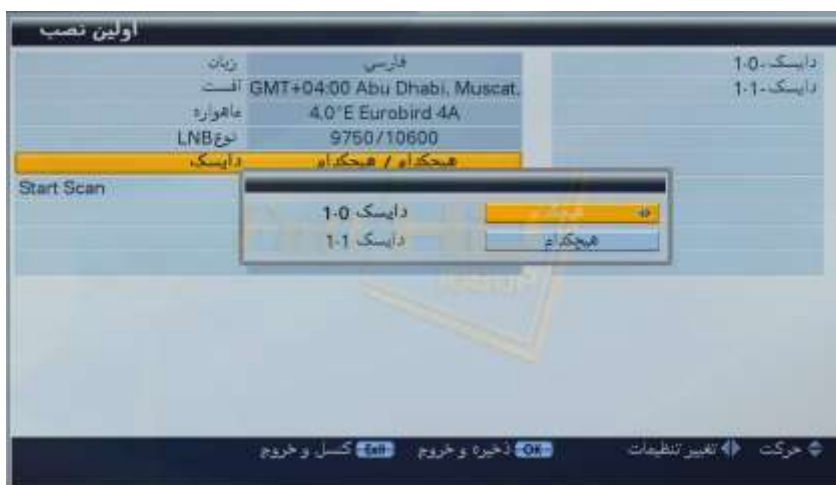 اولین نصب
زبان فارسی
آفست GMT+04:00 Abu Dhabi, Muscat,
ماهواره 4.0°E Eurobird 4A
نوع LNB 9750/10600
دایسک هیچکدام / هیچکدام
Start Scan
دایسک-1.0
دایسک-1.1
دایسک 1.0 هیچکدام
دایسک 1.1 هیچکدام
حرکت تغییر تنظیمات OK ذخیره و خروج Exit کنسل و خروج